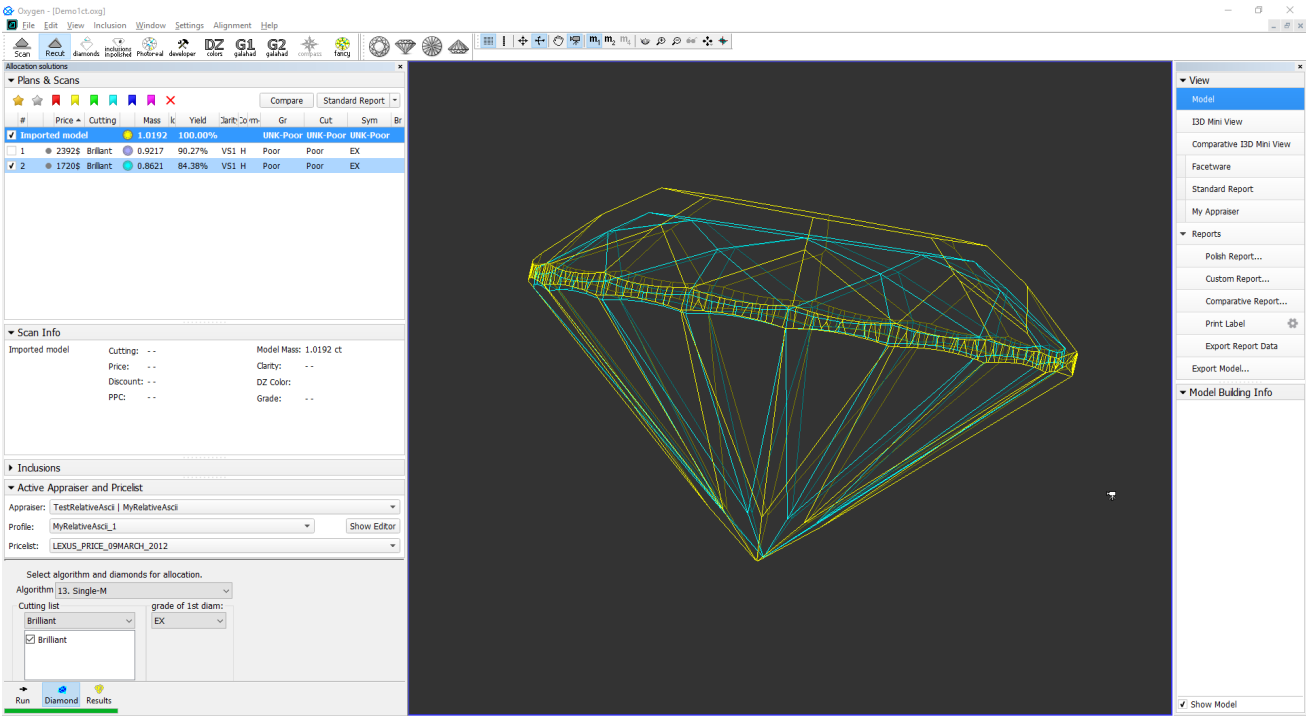 Oxygen - [Demo1ct.oxg]
File Edit View Inclusion Window Settings Alignment Help
Scan Recut diamonds inclusions inpolished Photoreal developer DZ colors G1 galahad G2 galahad compass fancy m1 m2
Allocation solutions
Plans & Scans
Compare Standard Report
# Price Cutting Mass Yield Gr Cut Sym Br
Imported model 1.0192 100.00% UNK-Poor UNK-Poor UNK-Poor
1 2392$ Brilliant 0.9217 90.27% VS1 H Poor Poor EX
2 1720$ Brilliant 0.8621 84.38% VS1 H Poor Poor EX
Scan Info
Imported model Cutting: -- Model Mass: 1.0192 ct
Price: -- Clarity: --
Discount: -- DZ Color:
PPC: -- Grade: --
Inclusions
Active Appraiser and Pricelist
Appraiser: TestRelativeAscii | MyRelativeAscii
Profile: MyRelativeAscii_1 Show Editor
Pricelist: LEXUS_PRICE_09MARCH_2012
Select algorithm and diamonds for allocation.
Algorithm 13. Single-M
Cutting list grade of 1st diam:
Brilliant EX
Brilliant
Run Diamond Results
View
Model
I3D Mini View
Comparative I3D Mini View
Facetware
Standard Report
My Appraiser
Reports
Polish Report...
Custom Report...
Comparative Report...
Print Label
Export Report Data
Export Model...
Model Building Info
Show Model